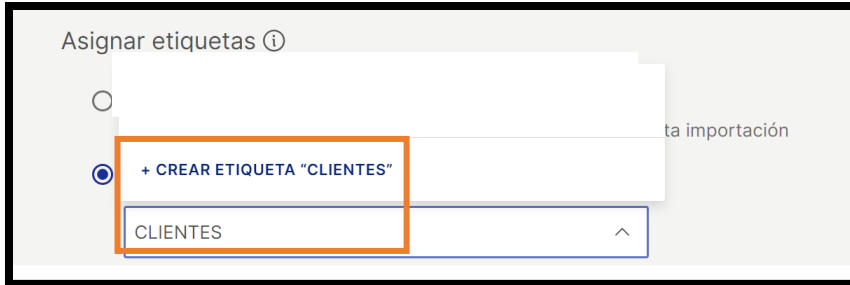 Asignar etiquetas
ta importación
+ CREAR ETIQUETA “CLIENTES”
CLIENTES